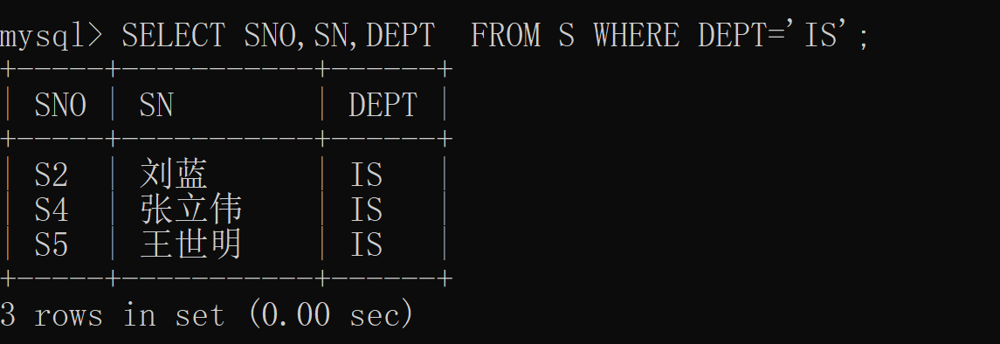 mysql> SELECT SNO,SN,DEPT  FROM S WHERE DEPT='IS';
+-----+-----------+------+
| SNO | SN        | DEPT |
+-----+-----------+------+
| S2  | 刘蓝      | IS   |
| S4  | 张立伟    | IS   |
| S5  | 王世明    | IS   |
+-----+-----------+------+
3 rows in set (0.00 sec)